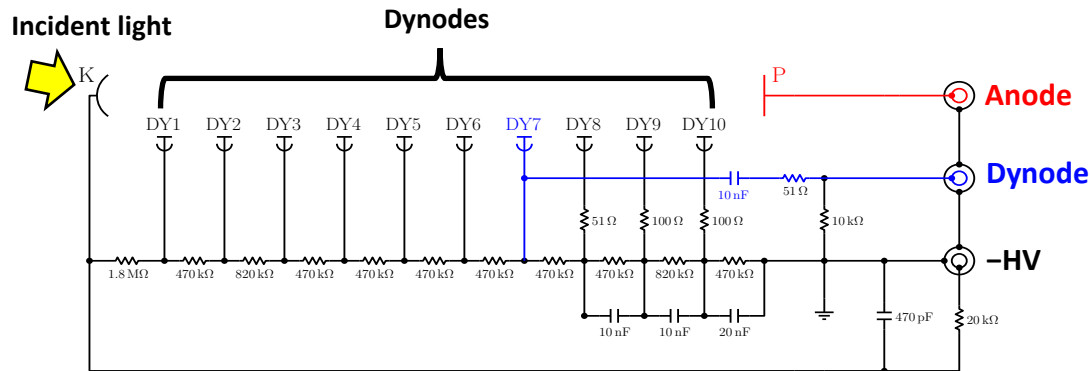 Incident light
Dynodes
K
P
Anode
DY1 DY2 DY3 DY4 DY5 DY6 DY7 DY8 DY9 DY10
Dynode
10 nF
51 Ω
51 Ω 100 Ω 100 Ω 10 kΩ
−HV
1.8 MΩ 470 kΩ 820 kΩ 470 kΩ 470 kΩ 470 kΩ 470 kΩ 470 kΩ 470 kΩ 820 kΩ 470 kΩ
470 pF 20 kΩ
10 nF 10 nF 20 nF